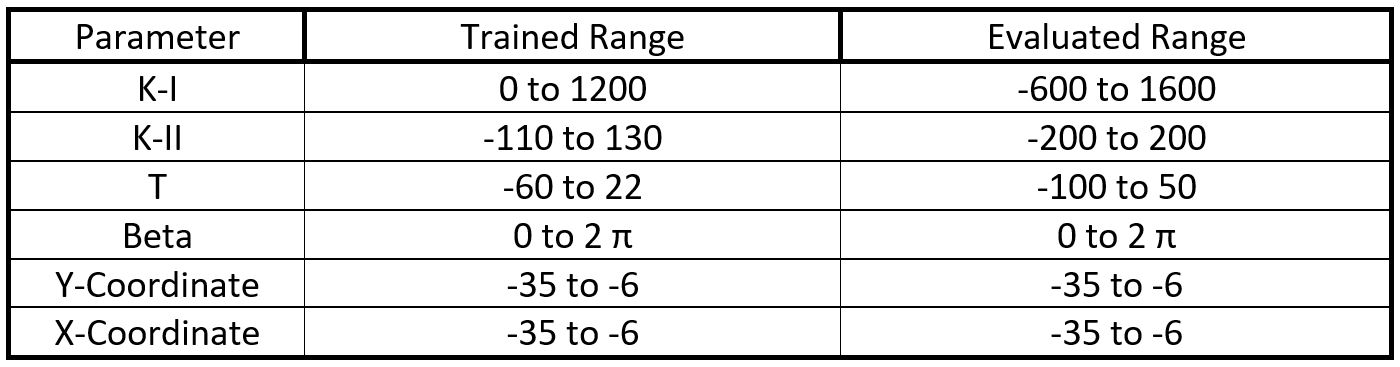 Parameter Trained Range Evaluated Range
K-I 0 to 1200 -600 to 1600
K-II -110 to 130 -200 to 200
T -60 to 22 -100 to 50
Beta 0 to 2 π 0 to 2 π
Y-Coordinate -35 to -6 -35 to -6
X-Coordinate -35 to -6 -35 to -6